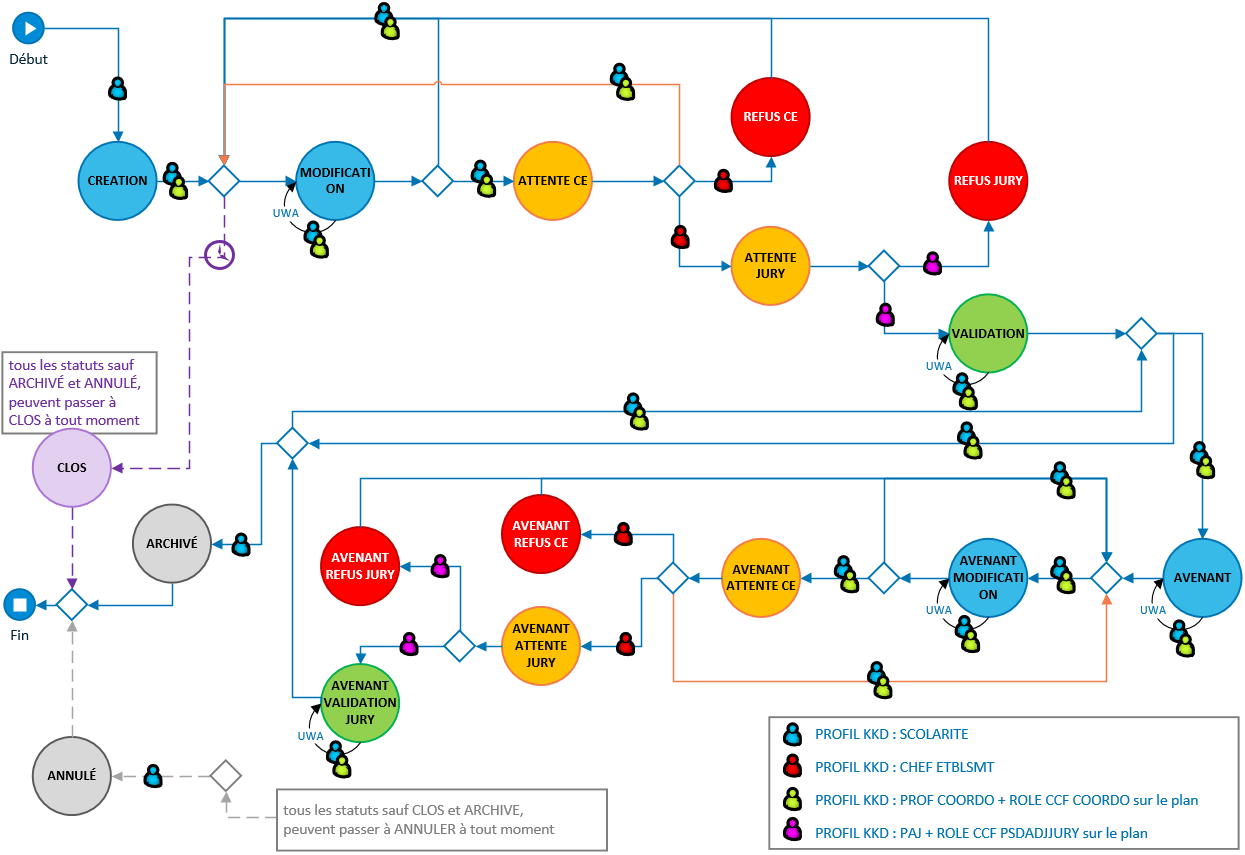 Début
CREATION
MODIFICATI
ON
UWA
ATTENTE CE
REFUS CE
REFUS JURY
ATTENTE
JURY
VALIDATION
UWA
tous les statuts sauf
ARCHIVÉ et ANNULÉ,
peuvent passer à
CLOS à tout moment
CLOS
ARCHIVÉ
Fin
AVENANT
REFUS JURY
AVENANT
REFUS CE
AVENANT
ATTENTE CE
AVENANT
MODIFICATI
ON
UWA
AVENANT
UWA
AVENANT
ATTENTE
JURY
AVENANT
VALIDATION
JURY
UWA
ANNULÉ
tous les statuts sauf CLOS et ARCHIVE,
peuvent passer à ANNULER à tout moment
PROFIL KKD : SCOLARITE
PROFIL KKD : CHEF ETBLSMT
PROFIL KKD : PROF COORDO + ROLE CCF COORDO sur le plan
PROFIL KKD : PAJ + ROLE CCF PSDADJJURY sur le plan